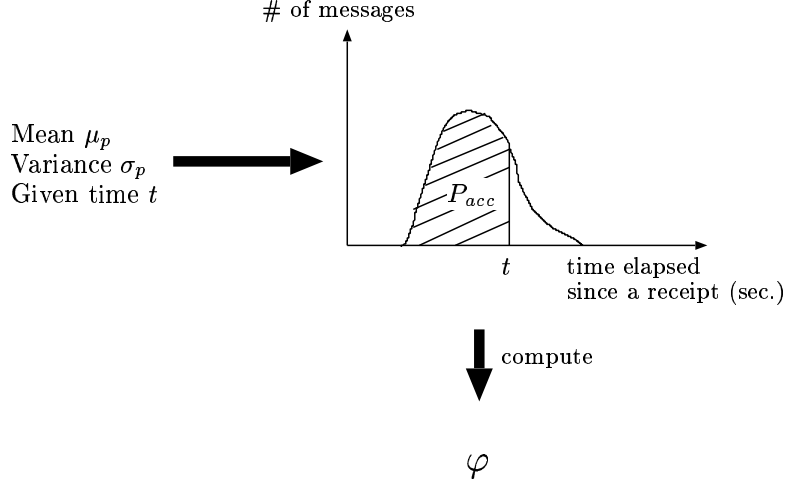 # of messages
Mean μ_p
Variance σ_p
Given time t
P_acc
t
time elapsed
since a receipt (sec.)
compute
φ